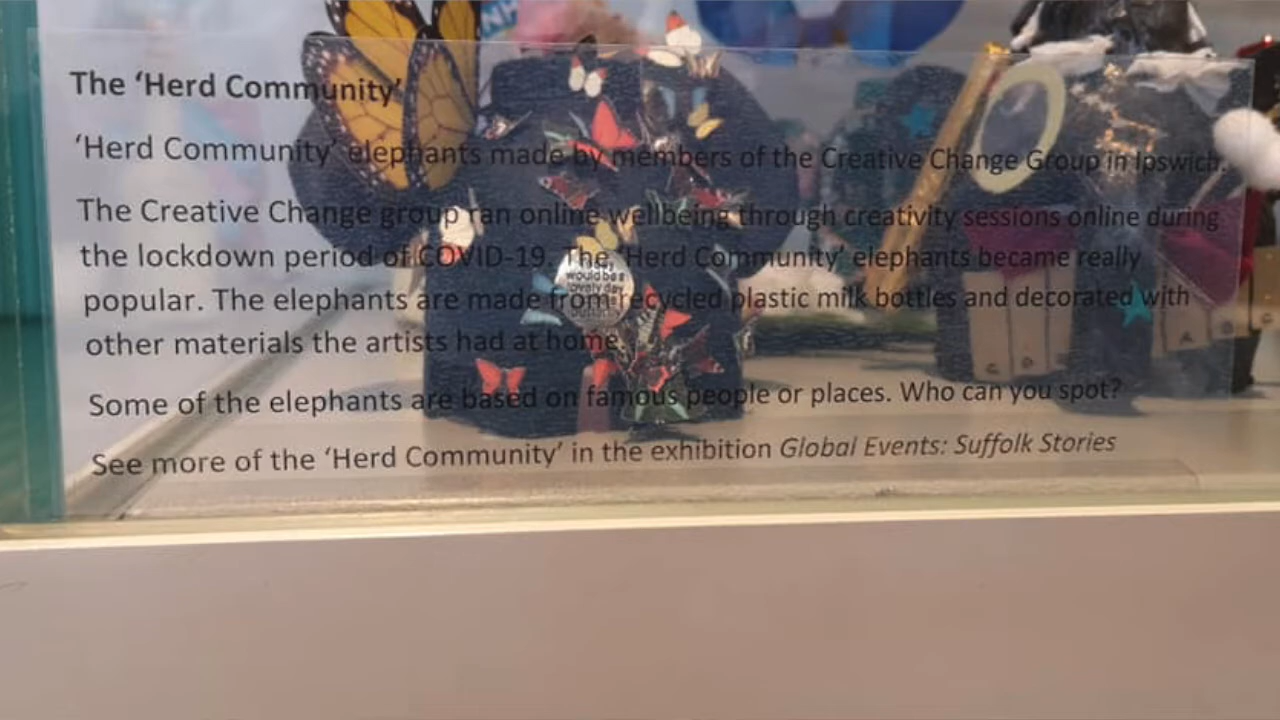 The ‘Herd Community’
‘Herd Community’ elephants made by members of the Creative Change Group in Ipswich.
The Creative Change group ran online wellbeing through creativity sessions online during
the lockdown period of COVID-19. The ‘Herd Community’ elephants became really
popular. The elephants are made from recycled plastic milk bottles and decorated with
other materials the artists had at home.
Some of the elephants are based on famous people or places. Who can you spot?
See more of the ‘Herd Community’ in the exhibition Global Events: Suffolk Stories
would be a
lovely day